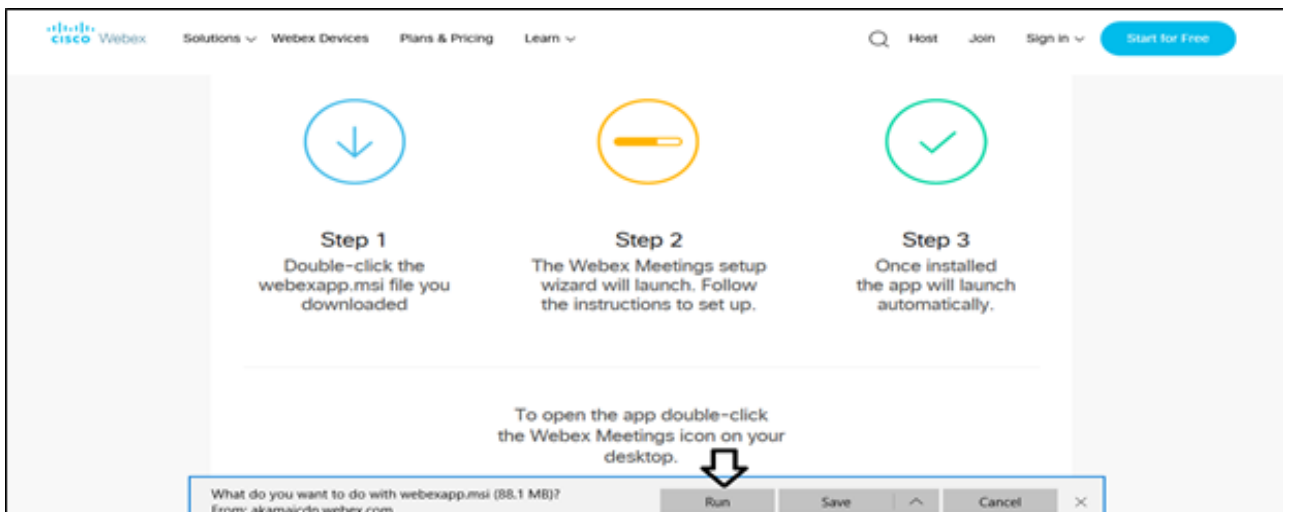 CISCO Webex Solutions Webex Devices Plans & Pricing Learn Host Join Sign in Start for Free
Step 1
Double-click the
webexapp.msi file you
downloaded
Step 2
The Webex Meetings setup
wizard will launch. Follow
the instructions to set up.
Step 3
Once installed
the app will launch
automatically.
To open the app double-click
the Webex Meetings icon on your
desktop.
What do you want to do with webexapp.msi (88.1 MB)?
From: akamaicdn.webex.com
Run Save Cancel